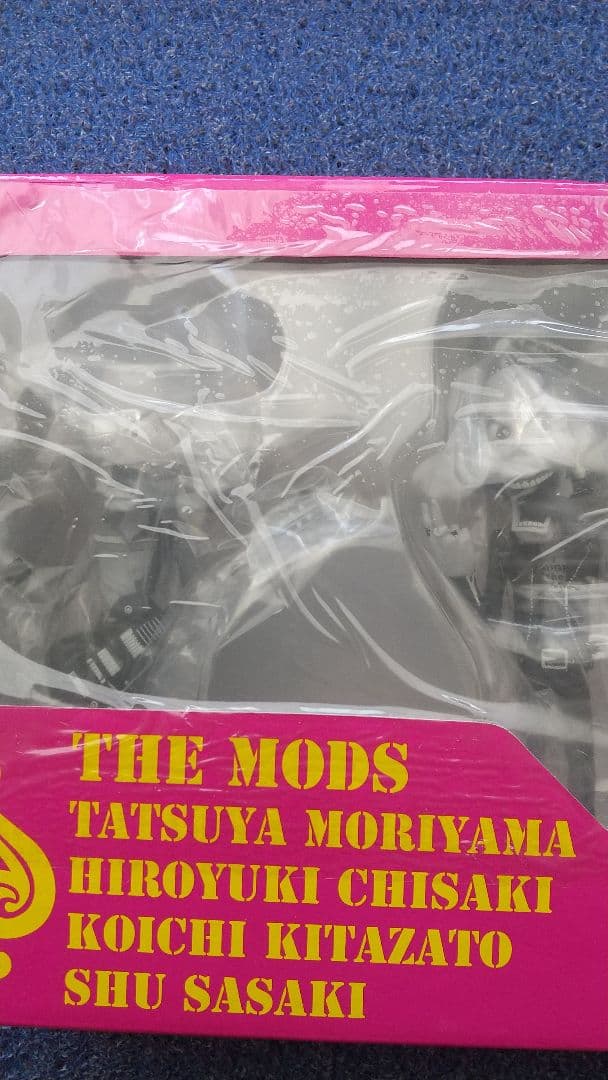 THE MODS
TATSUYA MORIYAMA
HIROYUKI CHISAKI
KOICHI KITAZATO
SHU SASAKI